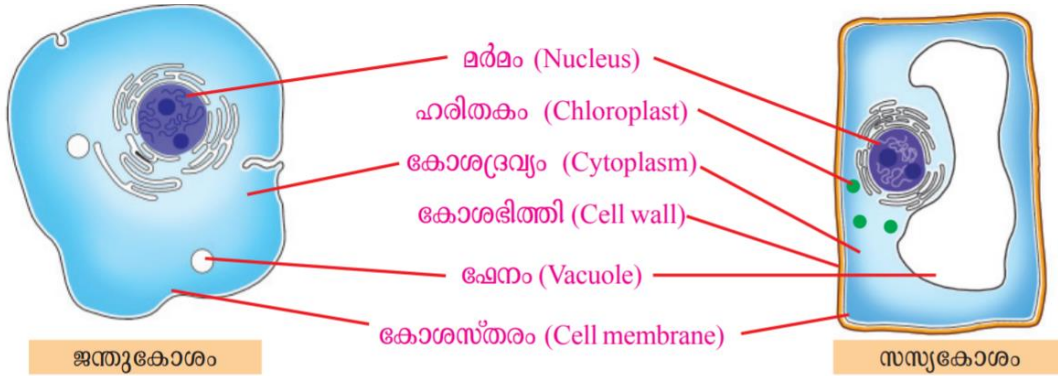 മർമം (Nucleus)
ഹരിതകം (Chloroplast)
കോശദ്രവ്യം (Cytoplasm)
കോശഭിത്തി (Cell wall)
ഫേനം (Vacuole)
കോശസ്തരം (Cell membrane)
ജന്തുകോശം
സസ്യകോശം